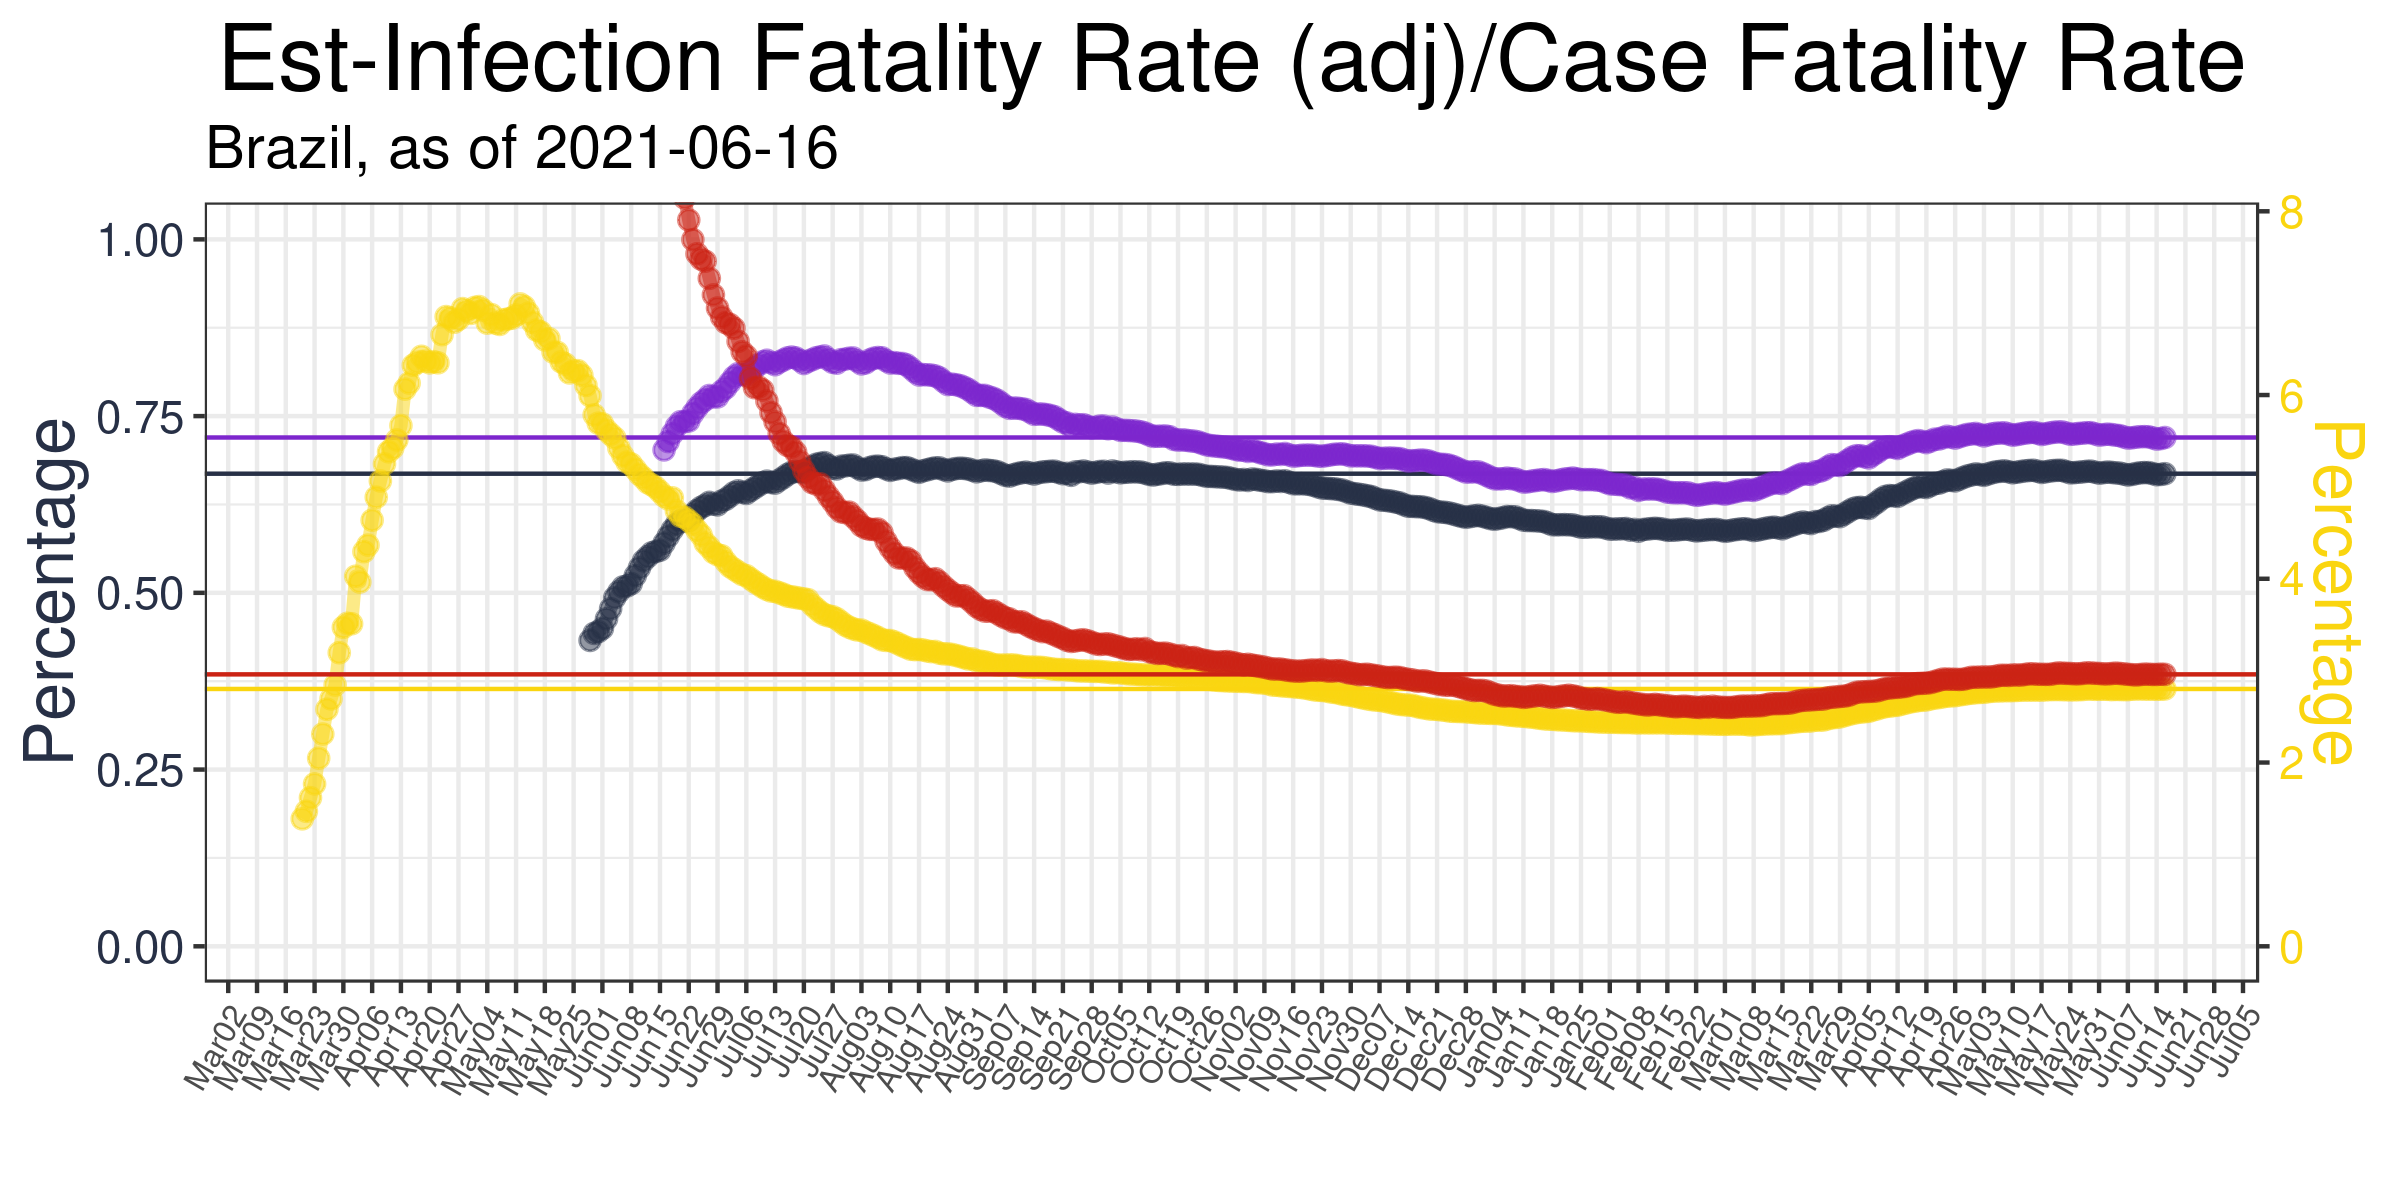 Est-Infection Fatality Rate (adj)/Case Fatality Rate
Brazil, as of 2021-06-16
Percentage
1.00
0.75
0.50
0.25
0.00
8
6
4
2
0
Percentage
Mar02
Mar09
Mar16
Mar23
Mar30
Apr06
Apr13
Apr20
Apr27
May04
May11
May18
May25
Jun01
Jun08
Jun15
Jun22
Jun29
Jul06
Jul13
Jul20
Jul27
Aug03
Aug10
Aug17
Aug24
Aug31
Sep07
Sep14
Sep21
Sep28
Oct05
Oct12
Oct19
Oct26
Nov02
Nov09
Nov16
Nov23
Nov30
Dec07
Dec14
Dec21
Dec28
Jan04
Jan11
Jan18
Jan25
Feb01
Feb08
Feb15
Feb22
Mar01
Mar08
Mar15
Mar22
Mar29
Apr05
Apr12
Apr19
Apr26
May03
May10
May17
May24
May31
Jun07
Jun14
Jun21
Jun28
Jul05